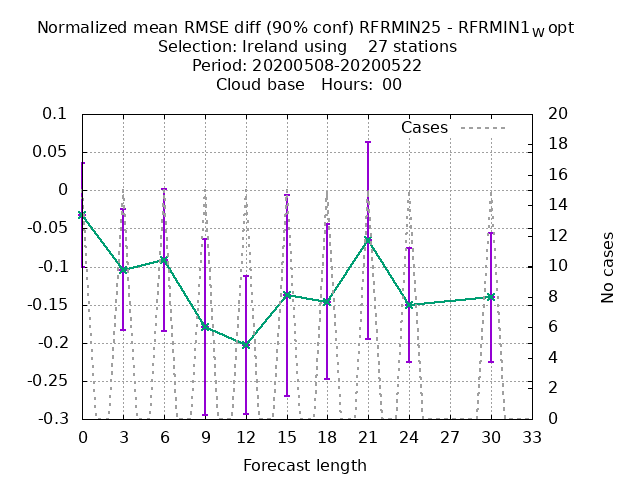 Normalized mean RMSE diff (90% conf) RFRMIN25 - RFRMIN1W opt
Selection: Ireland using 27 stations
Period: 20200508-20200522
Cloud base Hours: 00
Cases
0.1
0.05
0
-0.05
-0.1
-0.15
-0.2
-0.25
-0.3
20
18
16
14
12
10
8
6
4
2
0
No cases
0 3 6 9 12 15 18 21 24 27 30 33
Forecast length